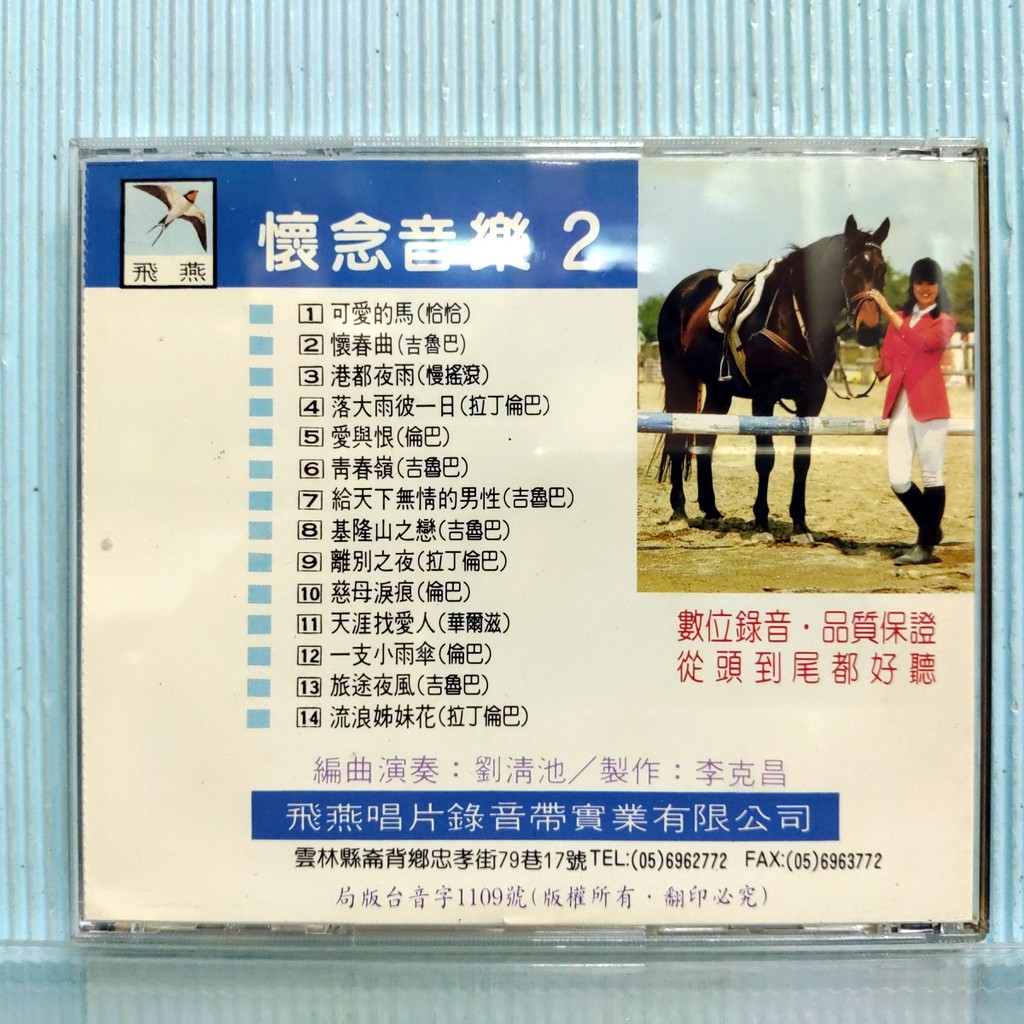 飛燕
懷念音樂 2
1 可愛的馬(恰恰)
2 懷春曲(吉魯巴)
3 港都夜雨(慢搖滾)
4 落大雨彼一日(拉丁倫巴)
5 愛與恨(倫巴)
6 青春嶺(吉魯巴)
7 給天下無情的男性(吉魯巴)
8 基隆山之戀(吉魯巴)
9 離別之夜(拉丁倫巴)
10 慈母淚痕(倫巴)
11 天涯找愛人(華爾滋)
12 一支小雨傘(倫巴)
13 旅途夜風(吉魯巴)
14 流浪姊妹花(拉丁倫巴)
數位錄音・品質保證
從頭到尾都好聽
編曲演奏：劉清池／製作：李克昌
飛燕唱片錄音帶實業有限公司
雲林縣崙背鄉忠孝街79巷17號TEL:(05)6962772 FAX:(05)6963772
局版台音字1109號(版權所有・翻印必究)